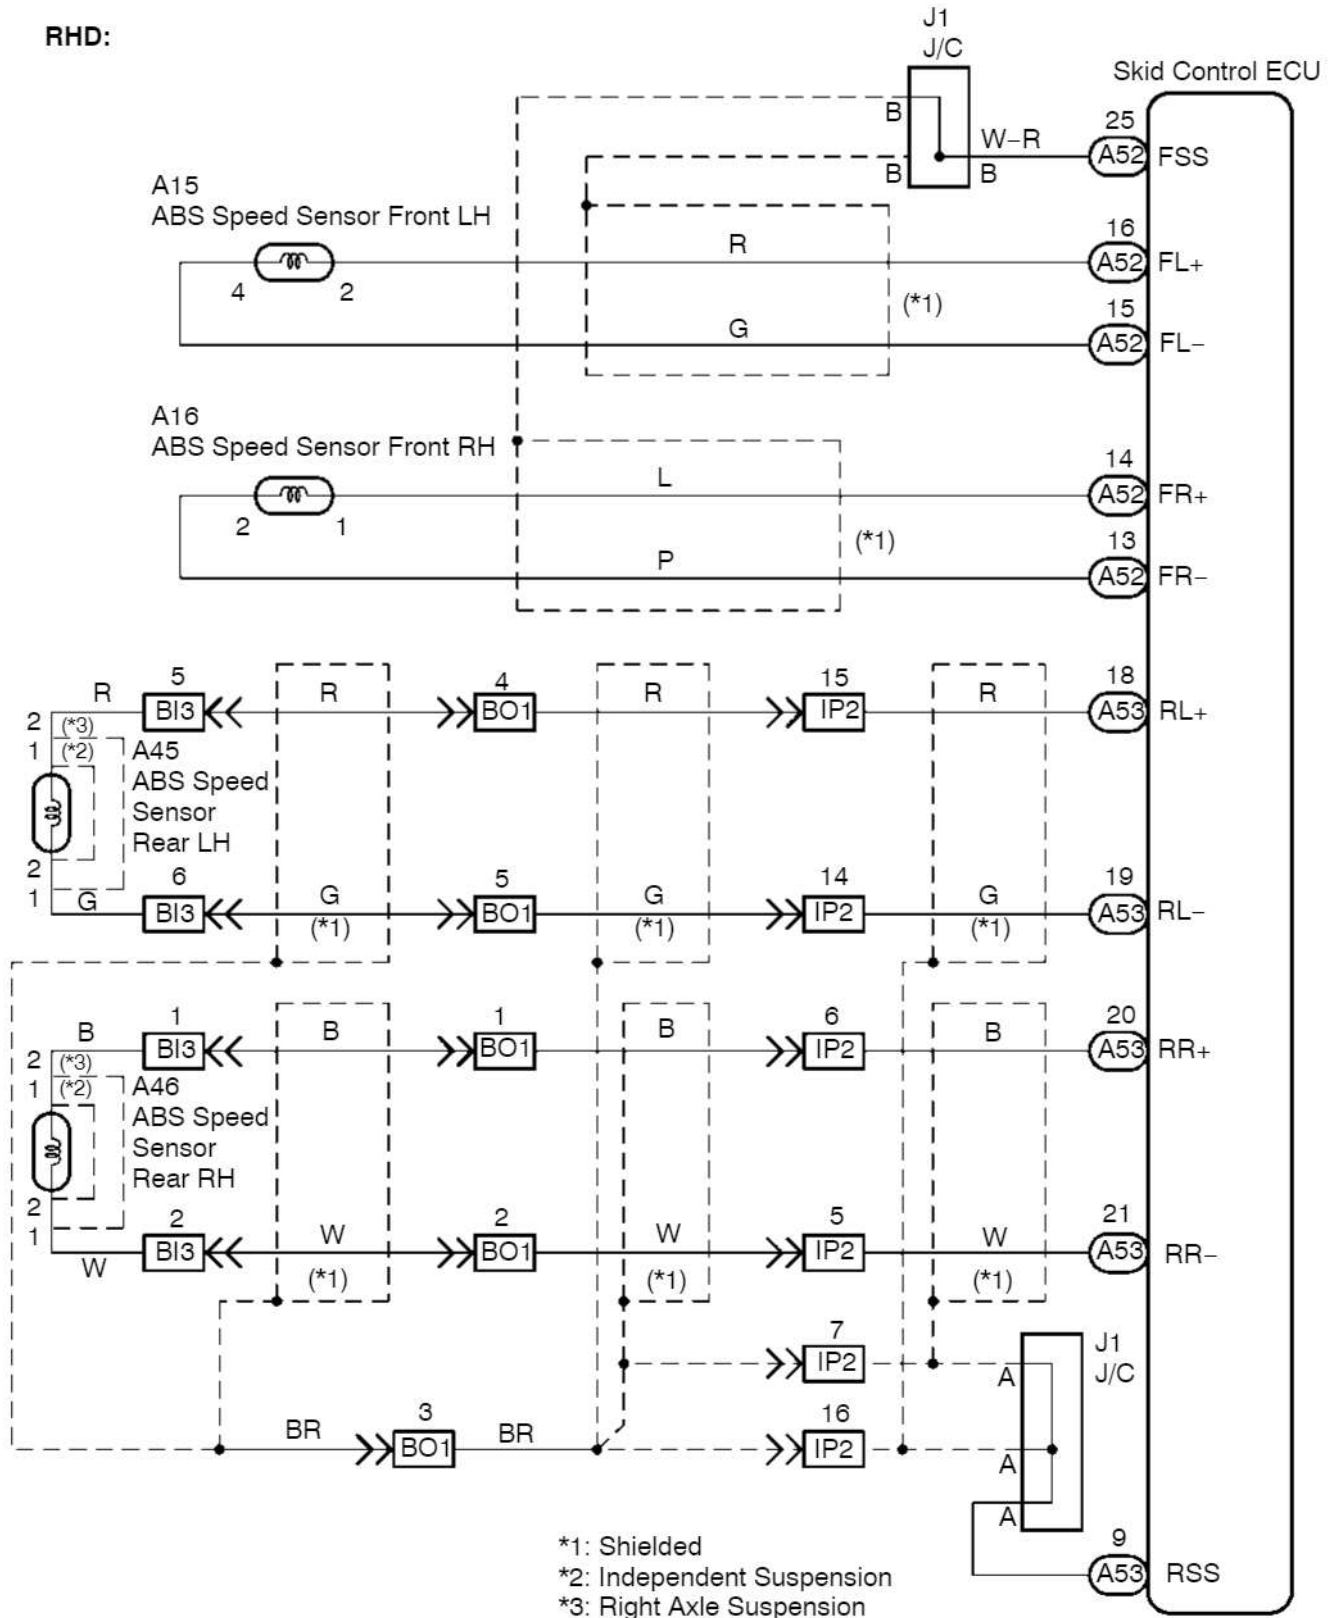 RHD:
J1
J/C
Skid Control ECU
B
W-R
25
A52
FSS
B
B
A15
ABS Speed Sensor Front LH
R
16
A52
FL+
4
2
(*1)
G
15
A52
FL-
A16
ABS Speed Sensor Front RH
L
14
A52
FR+
2
1
(*1)
P
13
A52
FR-
R
5
BI3
R
4
BO1
R
15
IP2
R
18
A53
RL+
2
(*3)
1
(*2)
A45
ABS Speed
Sensor
Rear LH
2
1
G
6
BI3
G
(*1)
5
BO1
G
(*1)
14
IP2
G
(*1)
19
A53
RL-
B
1
BI3
B
1
BO1
B
6
IP2
B
20
A53
RR+
2
(*3)
1
(*2)
A46
ABS Speed
Sensor
Rear RH
2
1
W
2
BI3
W
(*1)
2
BO1
W
(*1)
5
IP2
W
(*1)
21
A53
RR-
7
IP2
A
J1
J/C
BR
3
BO1
BR
16
IP2
A
A
9
A53
RSS
*1: Shielded
*2: Independent Suspension
*3: Right Axle Suspension